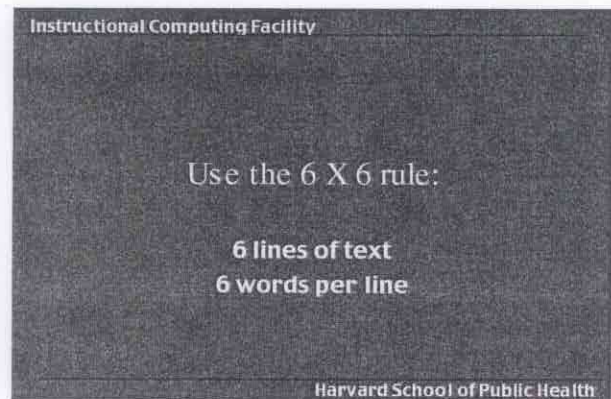 Instructional Computing Facility
Use the 6 X 6 rule:
6 lines of text
6 words per line
Harvard School of Public Health